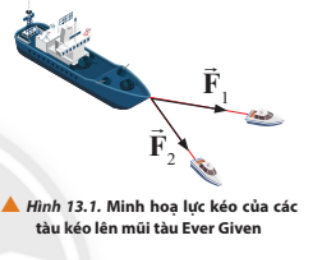 F₁
F₂
Hình 13.1. Minh hoạ lực kéo của các
tàu kéo lên mũi tàu Ever Given